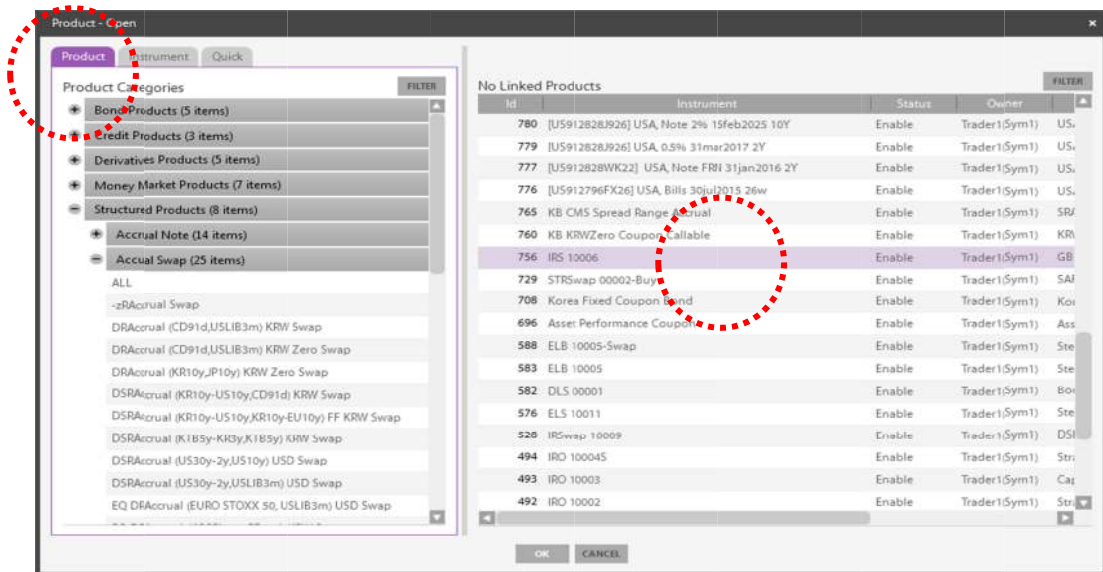 Product - Open
×
Product Instrument Quick
Product Categories FILTER
Bond Products (5 items)
Credit Products (3 items)
Derivatives Products (5 items)
Money Market Products (7 items)
Structured Products (8 items)
Accrual Note (14 items)
Accual Swap (25 items)
ALL
-zRAccrual Swap
DRAccrual (CD91d,USLIB3m) KRW Swap
DRAccrual (CD91d,USLIB3m) KRW Zero Swap
DRAccrual (KR10y,JP10y) KRW Zero Swap
DSRAccrual (KR10y-US10y,CD91d) KRW Swap
DSRAccrual (KR10y-US10y,KR10y-EU10y) FF KRW Swap
DSRAccrual (KTB5y-KR3y,KTB5y) KRW Swap
DSRAccrual (US30y-2y,US10y) USD Swap
DSRAccrual (US30y-2y,USLIB3m) USD Swap
EQ DRAccrual (EURO STOXX 50, USLIB3m) USD Swap
No Linked Products FILTER
Id Instrument Status Owner
780 [US912828J926] USA, Note 2% 15feb2025 10Y Enable Trader1(Sym1) US
779 [US912828J926] USA, 0.5% 31mar2017 2Y Enable Trader1(Sym1) US
777 [US912828WK22] USA, Note FRN 31jan2016 2Y Enable Trader1(Sym1) US
776 [US912796FX26] USA, Bills 30jul2015 26w Enable Trader1(Sym1) US
765 KB CMS Spread Range Accrual Enable Trader1(Sym1) SRA
760 KB KRWZero Coupon Callable Enable Trader1(Sym1) KR
756 IRS 10006 Enable Trader1(Sym1) GB
729 STRSwap 00002-Buy Enable Trader1(Sym1) SAF
708 Korea Fixed Coupon Bond Enable Trader1(Sym1) Kor
696 Asset Performance Coupon Enable Trader1(Sym1) Ass
588 ELB 10005-Swap Enable Trader1(Sym1) Ste
583 ELB 10005 Enable Trader1(Sym1) Ste
582 DLS 00001 Enable Trader1(Sym1) Bor
576 ELS 10011 Enable Trader1(Sym1) Ste
526 IRSwap 10009 Enable Trader1(Sym1) DSI
494 IRO 10004S Enable Trader1(Sym1) Str
493 IRO 10003 Enable Trader1(Sym1) Cap
492 IRO 10002 Enable Trader1(Sym1) Str
OK CANCEL